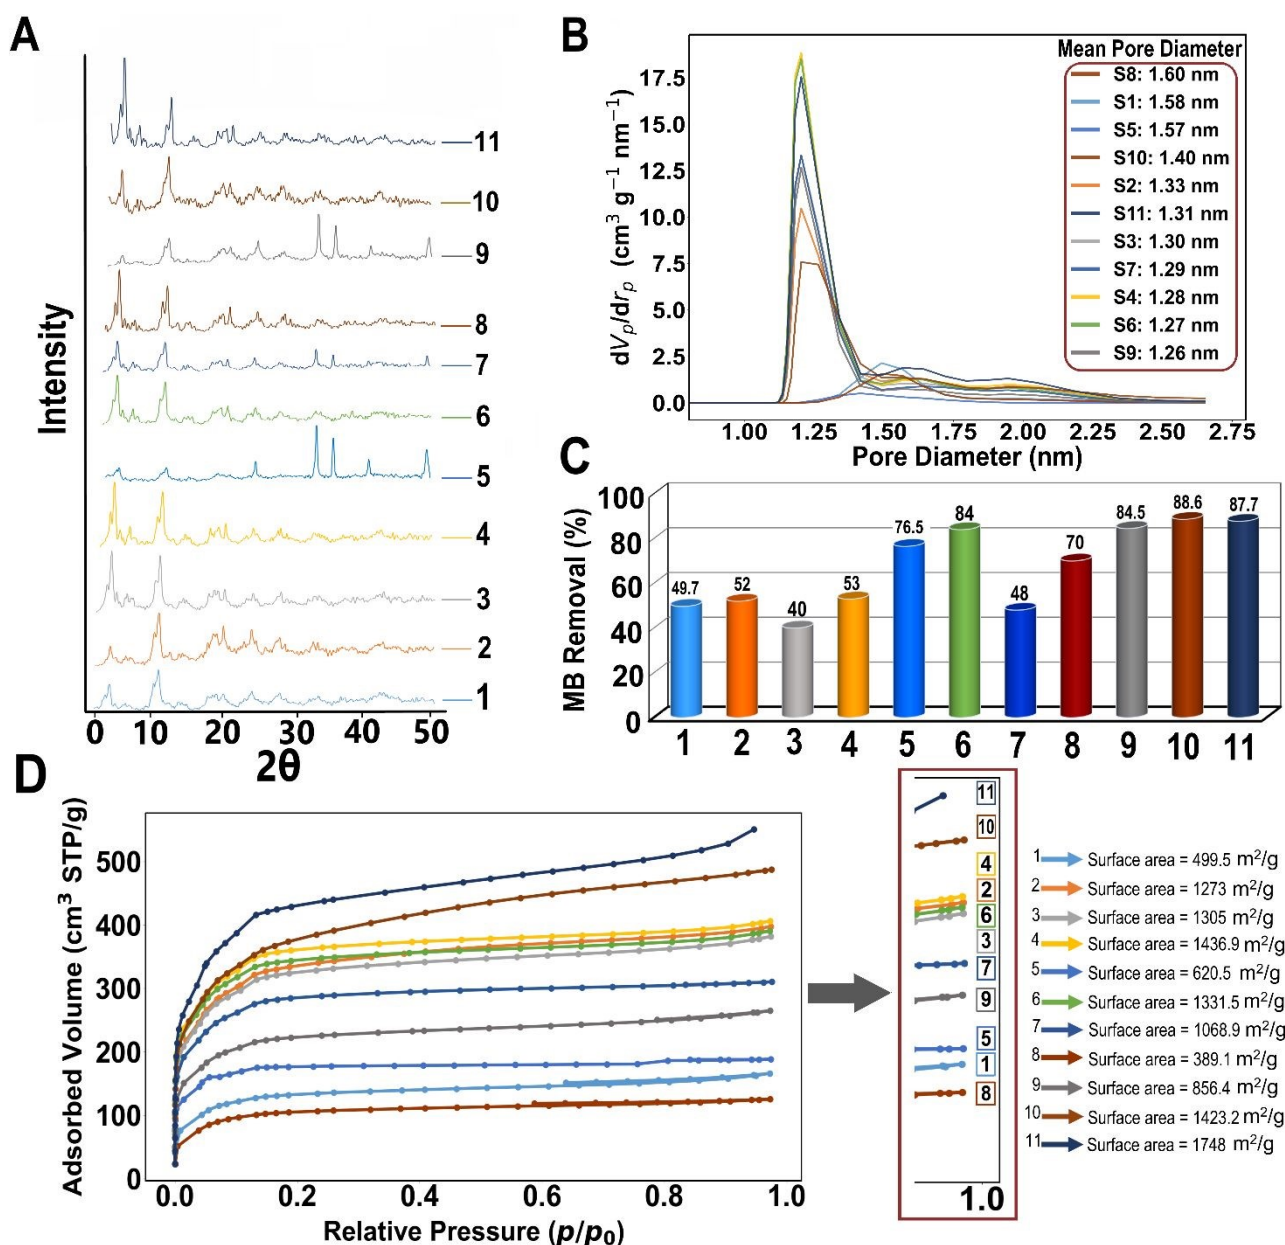 A
Intensity
11
10
9
8
7
6
5
4
3
2
1
0 10 20 30 40 50
2θ
B
dVₚ/drₚ (cm³ g⁻¹ nm⁻¹)
17.5
15.0
12.5
10.0
7.5
5.0
2.5
0.0
Mean Pore Diameter
S8: 1.60 nm
S1: 1.58 nm
S5: 1.57 nm
S10: 1.40 nm
S2: 1.33 nm
S11: 1.31 nm
S3: 1.30 nm
S7: 1.29 nm
S4: 1.28 nm
S6: 1.27 nm
S9: 1.26 nm
1.00 1.25 1.50 1.75 2.00 2.25 2.50 2.75
Pore Diameter (nm)
C
MB Removal (%)
100
80
60
40
20
0
49.7 52 40 53 76.5 84 48 70 84.5 88.6 87.7
1 2 3 4 5 6 7 8 9 10 11
D
Adsorbed Volume (cm³ STP/g)
500
400
300
200
100
0
0.0 0.2 0.4 0.6 0.8 1.0
Relative Pressure (p/p₀)
11
10
4
2
6
3
7
9
5
1
8
1.0
1 Surface area = 499.5 m²/g
2 Surface area = 1273 m²/g
3 Surface area = 1305 m²/g
4 Surface area = 1436.9 m²/g
5 Surface area = 620.5 m²/g
6 Surface area = 1331.5 m²/g
7 Surface area = 1068.9 m²/g
8 Surface area = 389.1 m²/g
9 Surface area = 856.4 m²/g
10 Surface area = 1423.2 m²/g
11 Surface area = 1748 m²/g